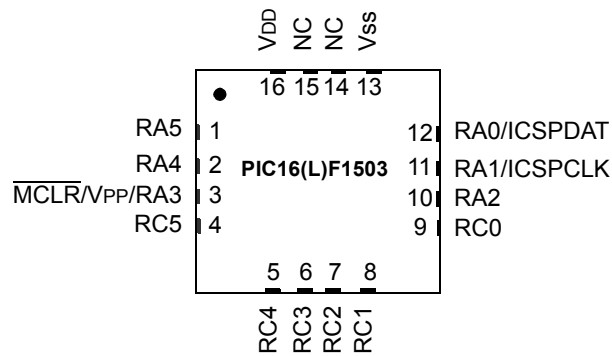 VDD NC NC Vss
16 15 14 13
RA5 1 12 RA0/ICSPDAT
RA4 2 PIC16(L)F1503 11 RA1/ICSPCLK
MCLR/VPP/RA3 3 10 RA2
RC5 4 9 RC0
5 6 7 8
RC4 RC3 RC2 RC1